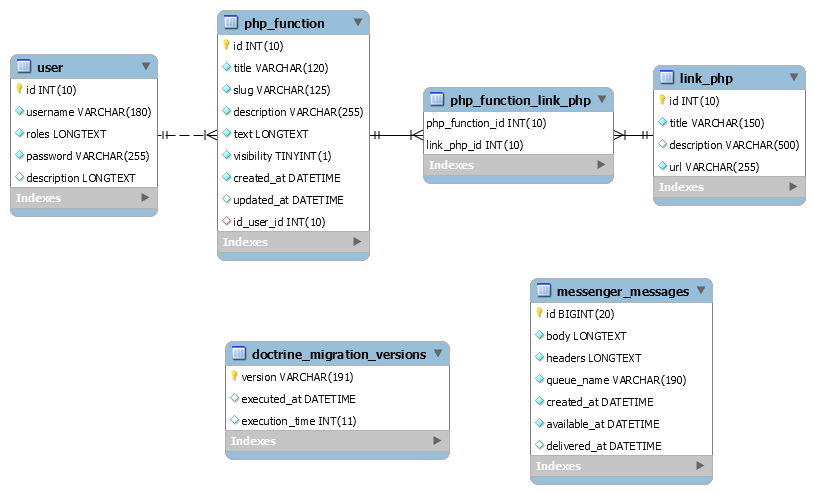 user
id INT(10)
username VARCHAR(180)
roles LONGTEXT
password VARCHAR(255)
description LONGTEXT
Indexes
php_function
id INT(10)
title VARCHAR(120)
slug VARCHAR(125)
description VARCHAR(255)
text LONGTEXT
visibility TINYINT(1)
created_at DATETIME
updated_at DATETIME
id_user_id INT(10)
Indexes
php_function_link_php
php_function_id INT(10)
link_php_id INT(10)
Indexes
link_php
id INT(10)
title VARCHAR(150)
description VARCHAR(500)
url VARCHAR(255)
Indexes
doctrine_migration_versions
version VARCHAR(191)
executed_at DATETIME
execution_time INT(11)
Indexes
messenger_messages
id BIGINT(20)
body LONGTEXT
headers LONGTEXT
queue_name VARCHAR(190)
created_at DATETIME
available_at DATETIME
delivered_at DATETIME
Indexes